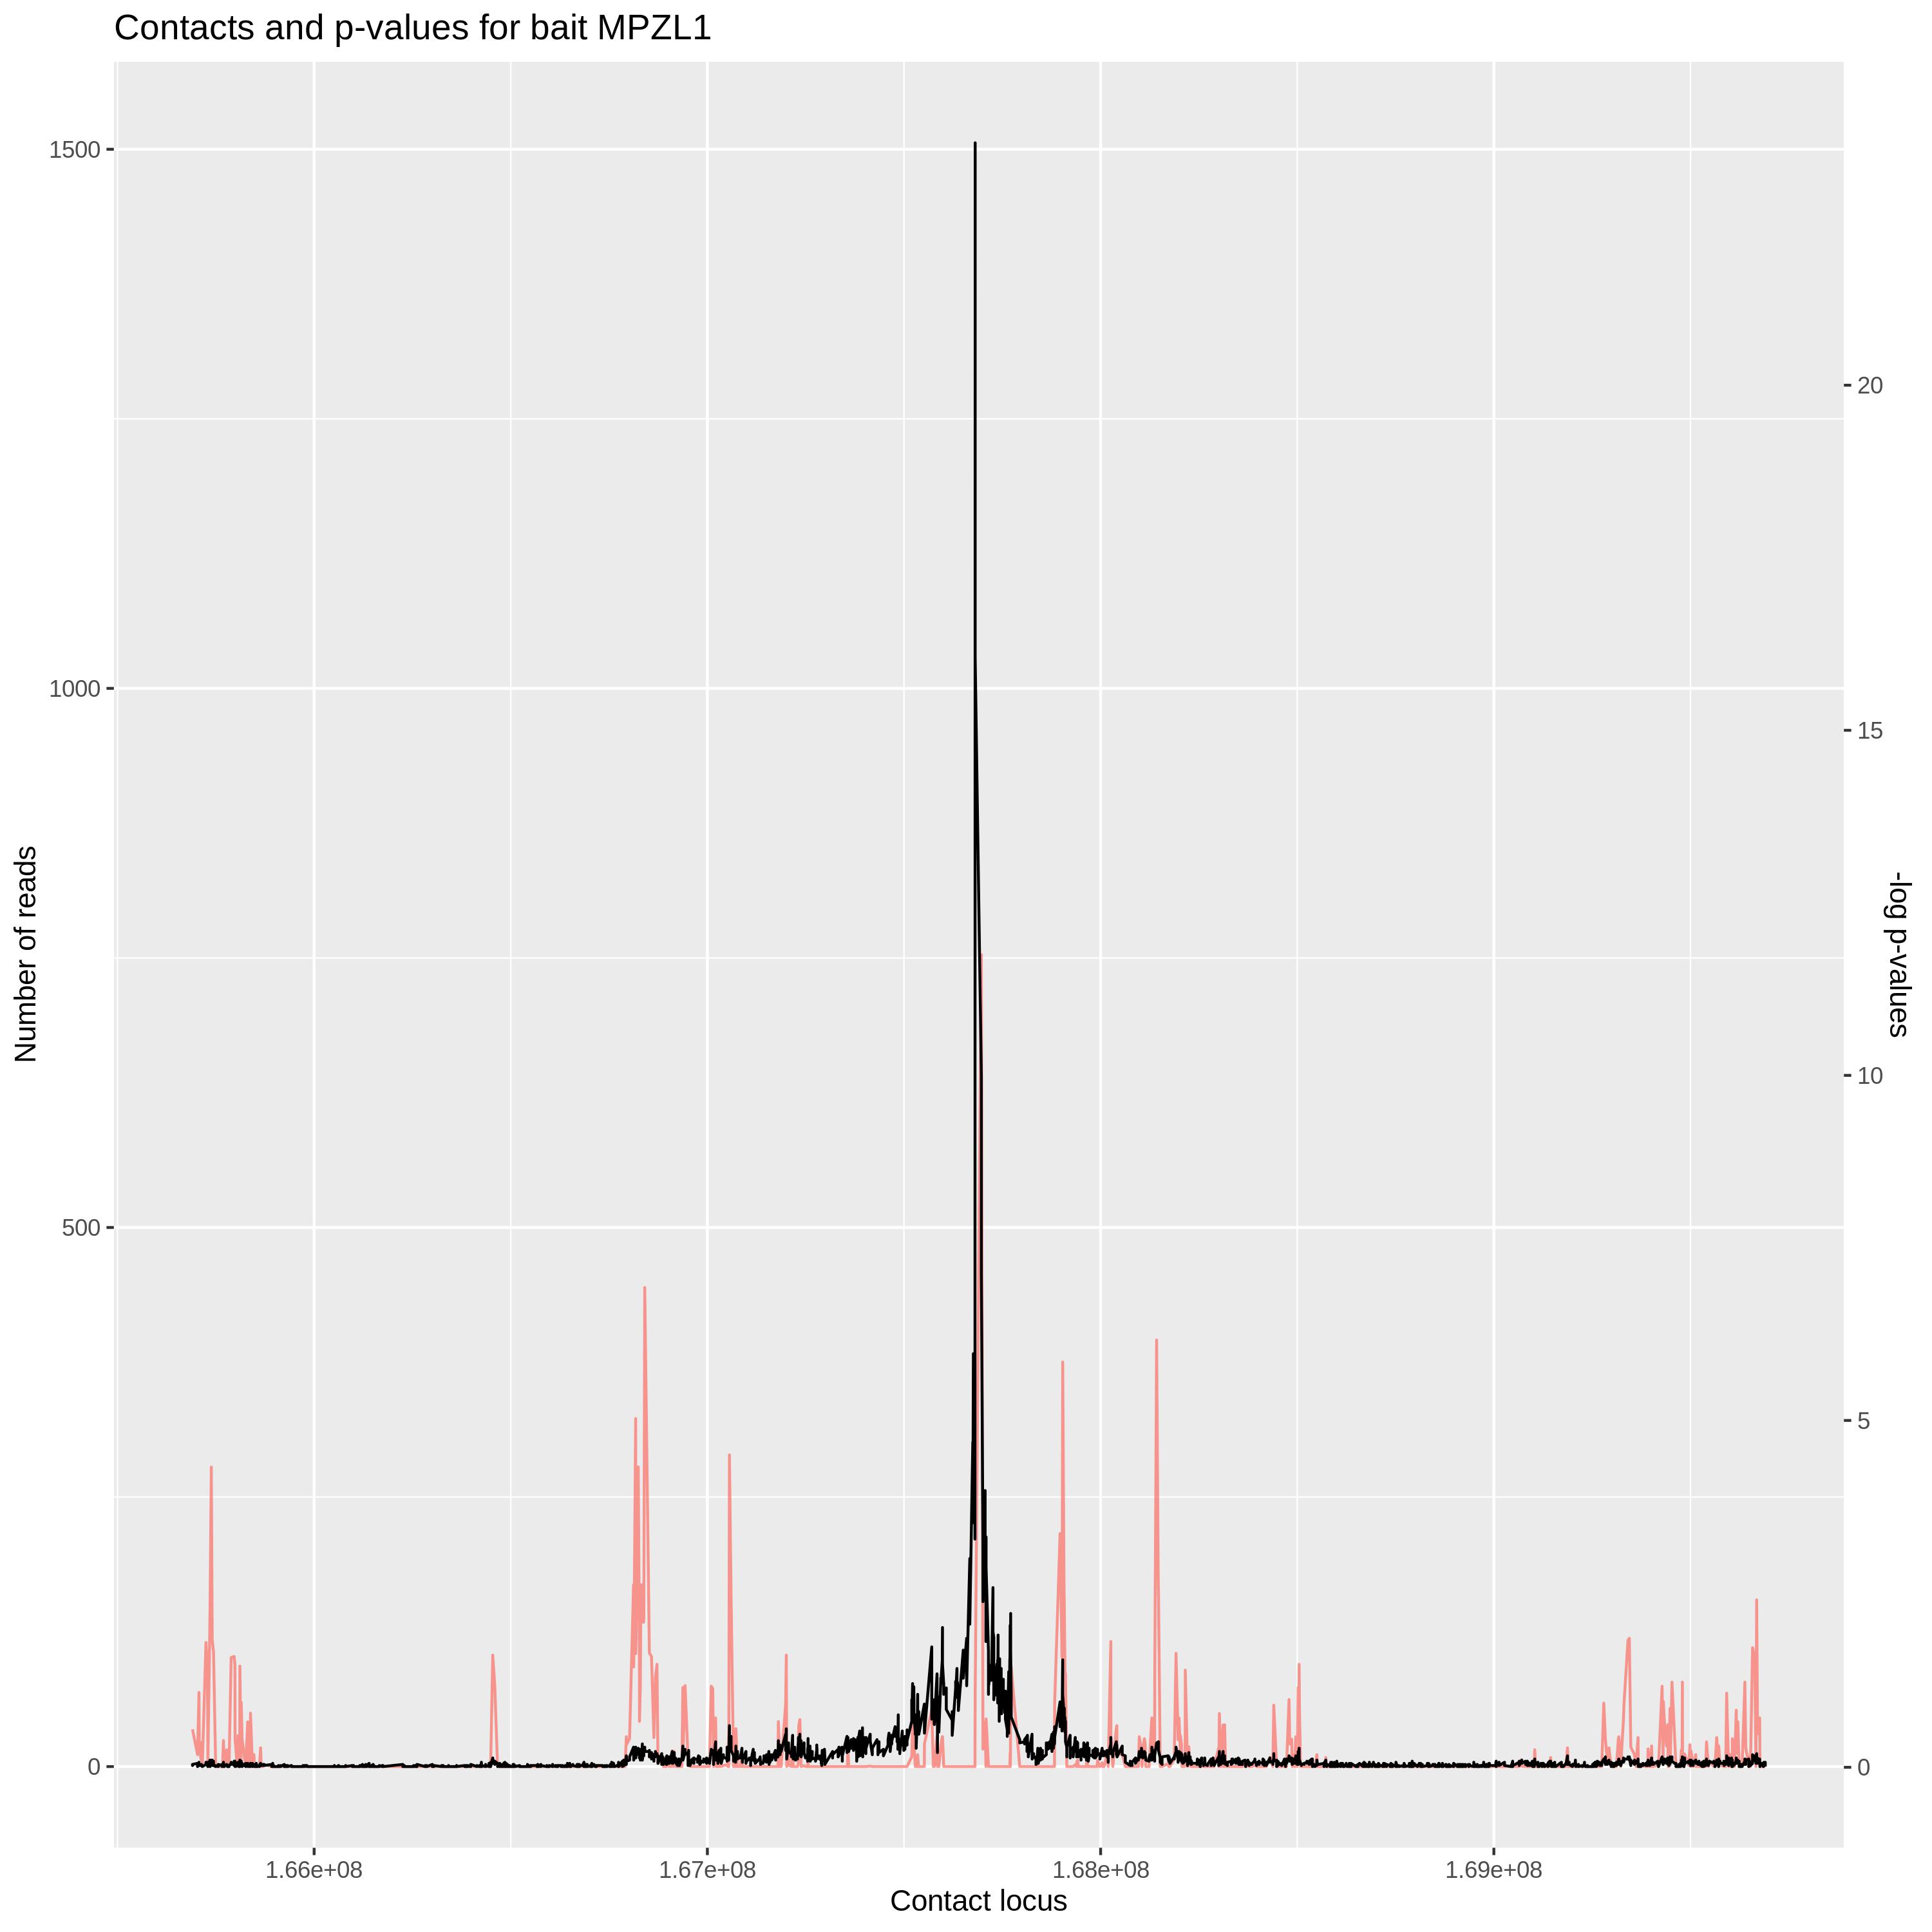 Contacts and p-values for bait MPZL1
1500
1000
500
0
Number of reads
20
15
10
5
0
-log p-values
1.66e+08
1.67e+08
1.68e+08
1.69e+08
Contact locus